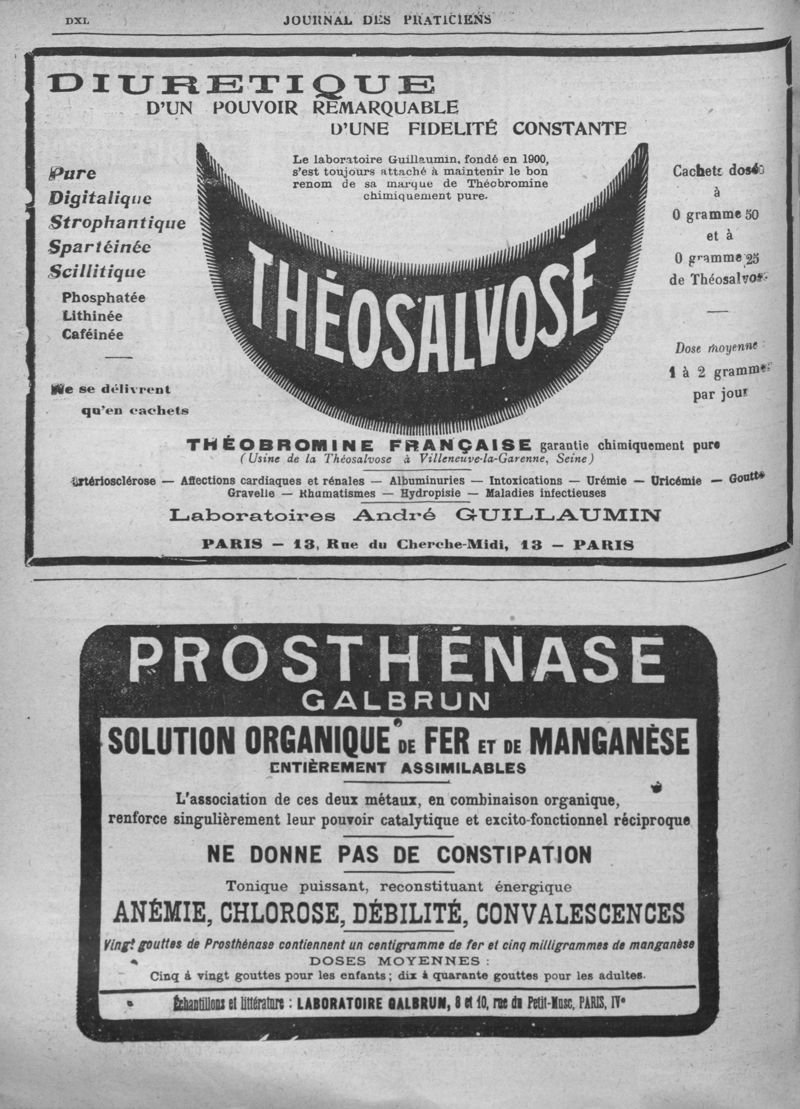 DXL
JOURNAL DES PRATICIENS
DIURETIQUE
D'UN POUVOIR REMARQUABLE
D'UNE FIDELITÉ CONSTANTE
Le laboratoire Guillaumin, fondé en 1900,
s'est toujours attaché à maintenir le bon
renom de sa marque de Théobromine
chimiquement pure.
Pure
Digitalique
Strophantique
Spartéinée
Scillitique
Phosphatée
Lithinée
Caféinée
Ne se délivrent
qu'en cachets
THÉOSALVOSE
Cachets dosés
à
0 gramme 50
et à
0 gramme 25
de Théosalvose
Dose moyenne :
1 à 2 grammes
par jour
THÉOBROMINE FRANÇAISE garantie chimiquement pure
(Usine de la Théosalvose à Villeneuve-la-Garenne, Seine)
Artériosclérose — Affections cardiaques et rénales — Albuminuries — Intoxications — Urémie — Uricémie — Goutte
Gravelle — Rhumatismes — Hydropisie — Maladies infectieuses
Laboratoires André GUILLAUMIN
PARIS — 13, Rue du Cherche-Midi, 13 — PARIS
PROSTHÉNASE
GALBRUN
SOLUTION ORGANIQUE DE FER ET DE MANGANÈSE
ENTIÈREMENT ASSIMILABLES
L'association de ces deux métaux, en combinaison organique,
renforce singulièrement leur pouvoir catalytique et excito-fonctionnel réciproque
NE DONNE PAS DE CONSTIPATION
Tonique puissant, reconstituant énergique
ANÉMIE, CHLOROSE, DÉBILITÉ, CONVALESCENCES
Vingt gouttes de Prosthénase contiennent un centigramme de fer et cinq milligrammes de manganèse
DOSES MOYENNES :
Cinq à vingt gouttes pour les enfants ; dix à quarante gouttes pour les adultes.
Échantillons et littérature : LABORATOIRE GALBRUN, 8 et 10, rue du Petit-Musc, PARIS, IVe